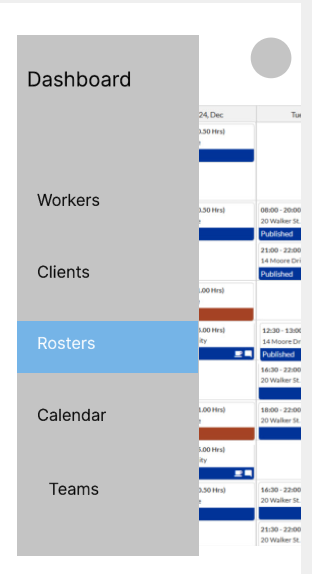 Dashboard
Workers
Clients
Rosters
Calendar
Teams
24, Dec
0.50 Hrs)
0.50 Hrs)
.00 Hrs)
.00 Hrs)
ity
1.00 Hrs)
.00 Hrs)
ity
0.50 Hrs)
Tu
08:00 - 20:00
20 Walker St.
Published
21:00 - 22:00
14 Moore Dri
Published
12:30 - 13:00
14 Moore Dr
Published
16:30 - 22:00
20 Walker St.
18:00 - 22:00
20 Walker St.
16:30 - 22:00
20 Walker St.
21:30 - 22:00
20 Walker St.